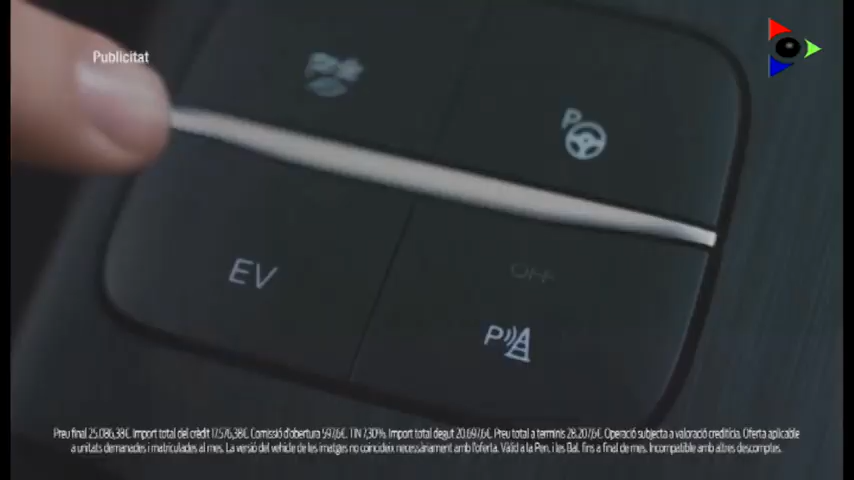 Publicitat
P
EV
OFF
P
Preu final 25.086,38€. Import total del crèdit 17.576,38€. Comissió d'obertura 597,6€. TIN 7,30%. Import total degut 20.697,6€. Preu total a terminis 28.207,6€. Operació subjecta a valoració creditícia. Oferta aplicable
a unitats demanades i matriculades al mes. La versió del vehicle de les imatges no coincideix necessàriament amb l'oferta. Vàlid a la Pen. i les Bal. fins a final de mes. Incompatible amb altres descomptes.